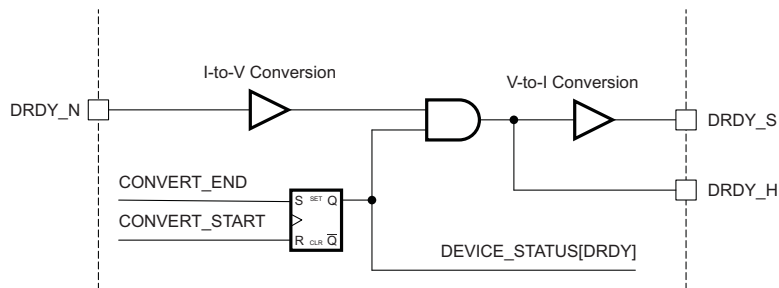 I-to-V Conversion
V-to-I Conversion
DRDY_N
DRDY_S
CONVERT_END
S SET Q
DRDY_H
CONVERT_START
R CLR Q
DEVICE_STATUS[DRDY]